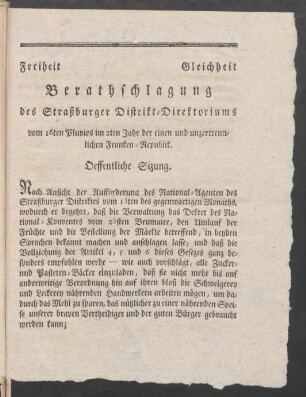 Freiheit Gleichheit
Berathschlagung
des Straßburger Distrikt-Direktoriums
vom 16ten Pluvios im 2ten Jahr der einen und unzertrenn-
lichen Franken-Republik.
Oeffentliche Sizung.
Nach Ansicht der Aufforderung des National-Agenten des
Straßburger Distriktes vom 13ten des gegenwärtigen Monaths,
wodurch er begehrt, daß die Verwaltung das Dekret des Na-
tional-Konventes vom 25sten Brumaire, den Umlauf der
Früchte und die Bestellung der Märkte betreffend, in beyden
Sprachen bekannt machen und anschlagen lasse, und daß die
Vollziehung der Artikel 4, 5 und 6 dieses Gesezes ganz be-
sonders empfohlen werde — wie auch vorschlägt, alle Zucker-
und Pasteten-Bäcker einzuladen, daß sie nicht mehr bis auf
anderweitige Verordnung hin auf ihren bloß die Schwelgerey
und Leckerey nährenden Handwerkern arbeiten mögen, um da-
durch das Mehl zu sparen, das nützlicher zu einer nährenden Spei-
se unserer braven Vertheidiger und der guten Bürger gebraucht
werden kann;